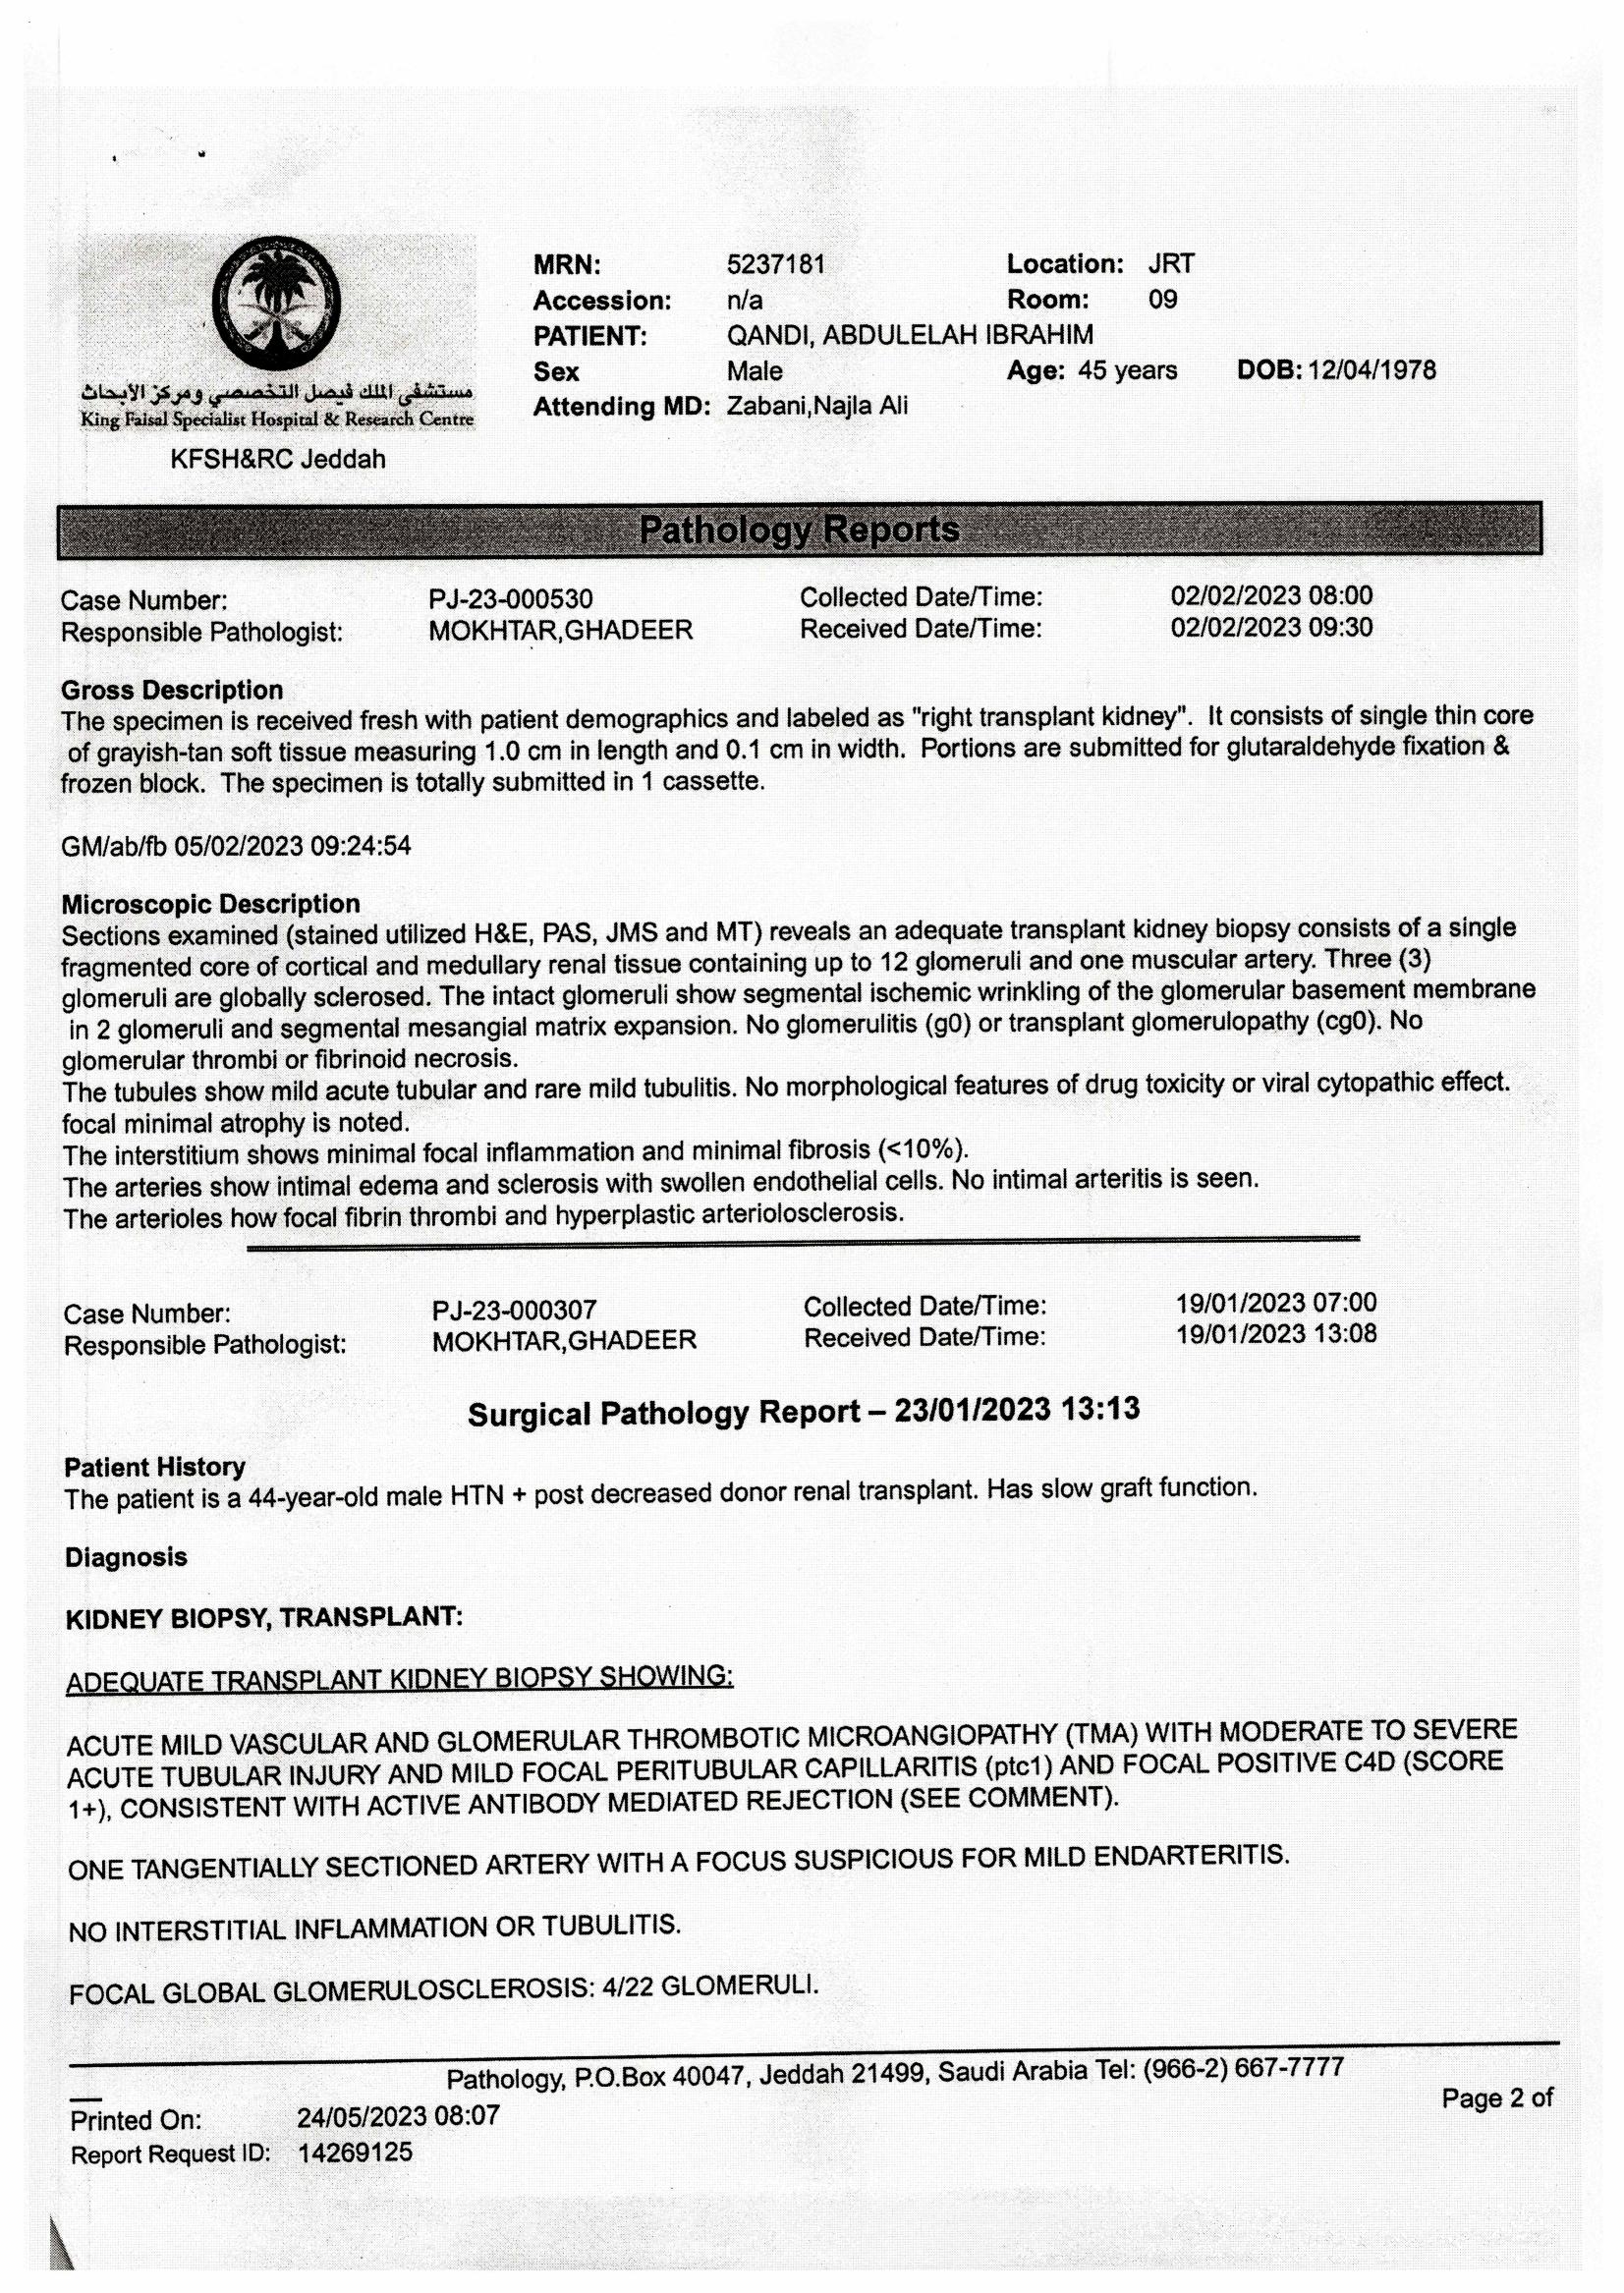 مستشفى الملك فيصل التخصصي ومركز الأبحاث
King Faisal Specialist Hospital & Research Centre
KFSH&RC Jeddah
MRN: 5237181 Location: JRT
Accession: n/a Room: 09
PATIENT: QANDI, ABDULELAH IBRAHIM
Sex Male Age: 45 years DOB: 12/04/1978
Attending MD: Zabani,Najla Ali
Pathology Reports
Case Number: PJ-23-000530 Collected Date/Time: 02/02/2023 08:00
Responsible Pathologist: MOKHTAR,GHADEER Received Date/Time: 02/02/2023 09:30
Gross Description
The specimen is received fresh with patient demographics and labeled as "right transplant kidney". It consists of single thin core
of grayish-tan soft tissue measuring 1.0 cm in length and 0.1 cm in width. Portions are submitted for glutaraldehyde fixation &
frozen block. The specimen is totally submitted in 1 cassette.
GM/ab/fb 05/02/2023 09:24:54
Microscopic Description
Sections examined (stained utilized H&E, PAS, JMS and MT) reveals an adequate transplant kidney biopsy consists of a single
fragmented core of cortical and medullary renal tissue containing up to 12 glomeruli and one muscular artery. Three (3)
glomeruli are globally sclerosed. The intact glomeruli show segmental ischemic wrinkling of the glomerular basement membrane
in 2 glomeruli and segmental mesangial matrix expansion. No glomerulitis (g0) or transplant glomerulopathy (cg0). No
glomerular thrombi or fibrinoid necrosis.
The tubules show mild acute tubular and rare mild tubulitis. No morphological features of drug toxicity or viral cytopathic effect.
focal minimal atrophy is noted.
The interstitium shows minimal focal inflammation and minimal fibrosis (<10%).
The arteries show intimal edema and sclerosis with swollen endothelial cells. No intimal arteritis is seen.
The arterioles how focal fibrin thrombi and hyperplastic arteriolosclerosis.
Case Number: PJ-23-000307 Collected Date/Time: 19/01/2023 07:00
Responsible Pathologist: MOKHTAR,GHADEER Received Date/Time: 19/01/2023 13:08
Surgical Pathology Report – 23/01/2023 13:13
Patient History
The patient is a 44-year-old male HTN + post decreased donor renal transplant. Has slow graft function.
Diagnosis
KIDNEY BIOPSY, TRANSPLANT:
ADEQUATE TRANSPLANT KIDNEY BIOPSY SHOWING:
ACUTE MILD VASCULAR AND GLOMERULAR THROMBOTIC MICROANGIOPATHY (TMA) WITH MODERATE TO SEVERE
ACUTE TUBULAR INJURY AND MILD FOCAL PERITUBULAR CAPILLARITIS (ptc1) AND FOCAL POSITIVE C4D (SCORE
1+), CONSISTENT WITH ACTIVE ANTIBODY MEDIATED REJECTION (SEE COMMENT).
ONE TANGENTIALLY SECTIONED ARTERY WITH A FOCUS SUSPICIOUS FOR MILD ENDARTERITIS.
NO INTERSTITIAL INFLAMMATION OR TUBULITIS.
FOCAL GLOBAL GLOMERULOSCLEROSIS: 4/22 GLOMERULI.
Pathology, P.O.Box 40047, Jeddah 21499, Saudi Arabia Tel: (966-2) 667-7777
Page 2 of
Printed On: 24/05/2023 08:07
Report Request ID: 14269125